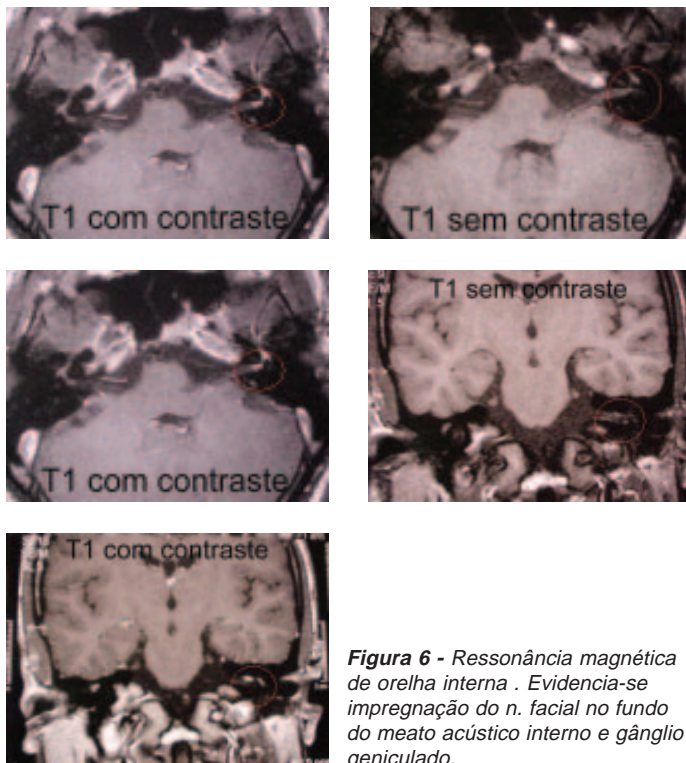 T1 com contraste
T1 sem contraste
T1 com contraste
T1 sem contraste
T1 com contraste
Figura 6 - Ressonância magnética
de orelha interna . Evidencia-se
impregnação do n. facial no fundo
do meato acústico interno e gânglio
geniculado.